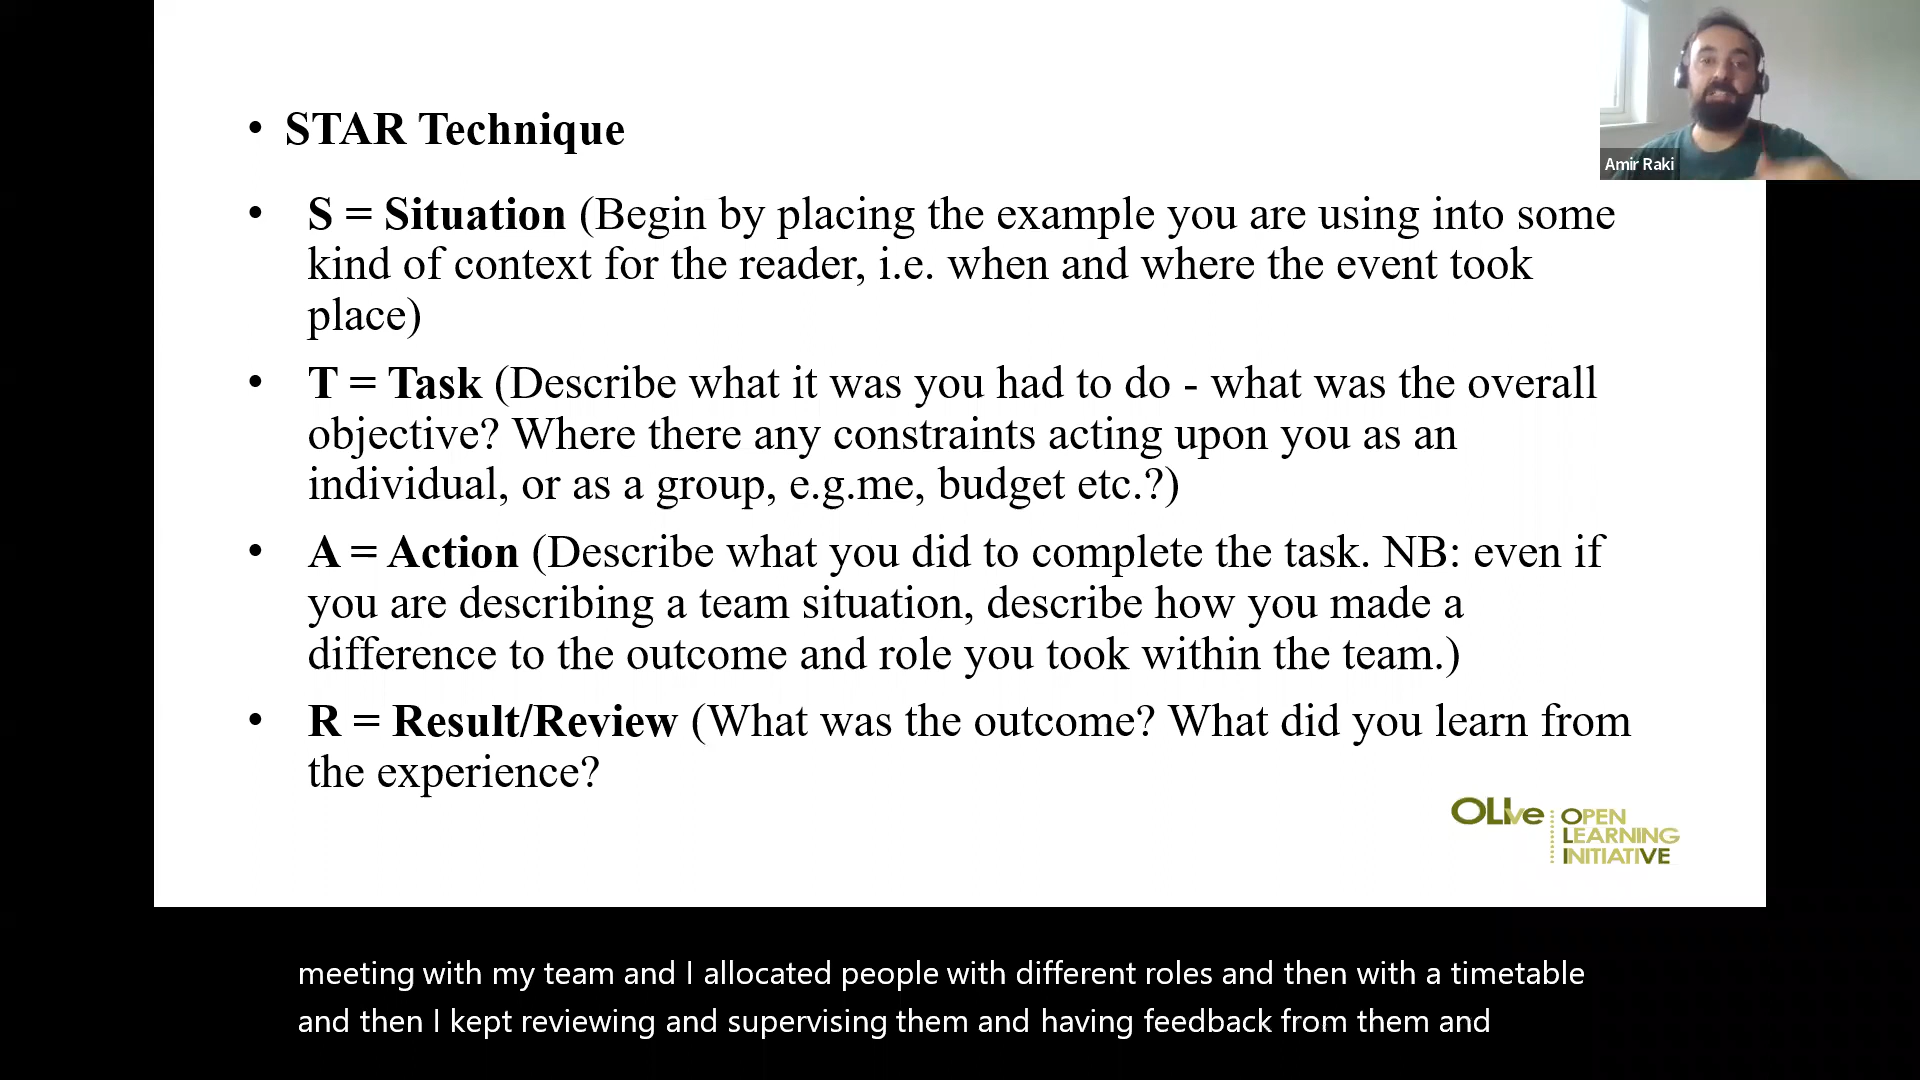 • STAR Technique
• S = Situation (Begin by placing the example you are using into some
kind of context for the reader, i.e. when and where the event took
place)
• T = Task (Describe what it was you had to do - what was the overall
objective? Where there any constraints acting upon you as an
individual, or as a group, e.g.me, budget etc.?)
• A = Action (Describe what you did to complete the task. NB: even if
you are describing a team situation, describe how you made a
difference to the outcome and role you took within the team.)
• R = Result/Review (What was the outcome? What did you learn from
the experience?
Amir Raki
OLIve
OPEN
LEARNING
INITIATIVE
meeting with my team and I allocated people with different roles and then with a timetable
and then I kept reviewing and supervising them and having feedback from them and